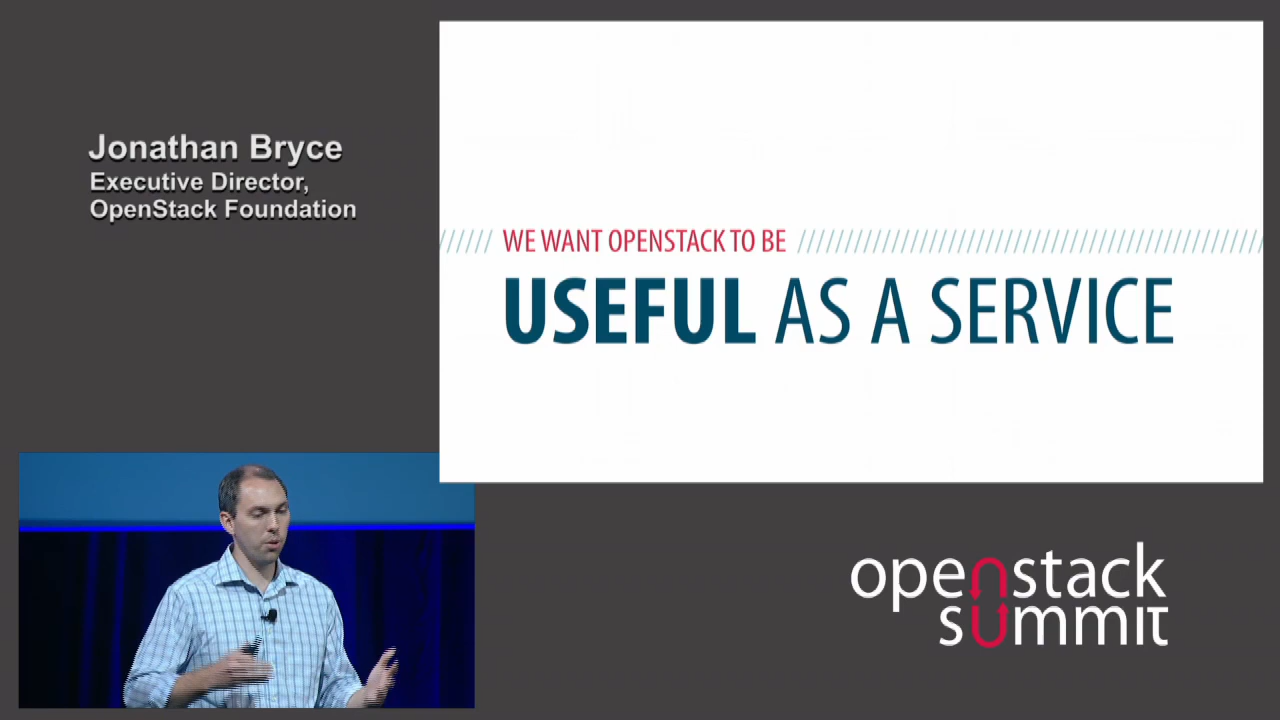 Jonathan Bryce
Executive Director,
OpenStack Foundation
WE WANT OPENSTACK TO BE
USEFUL AS A SERVICE
openstack
summit